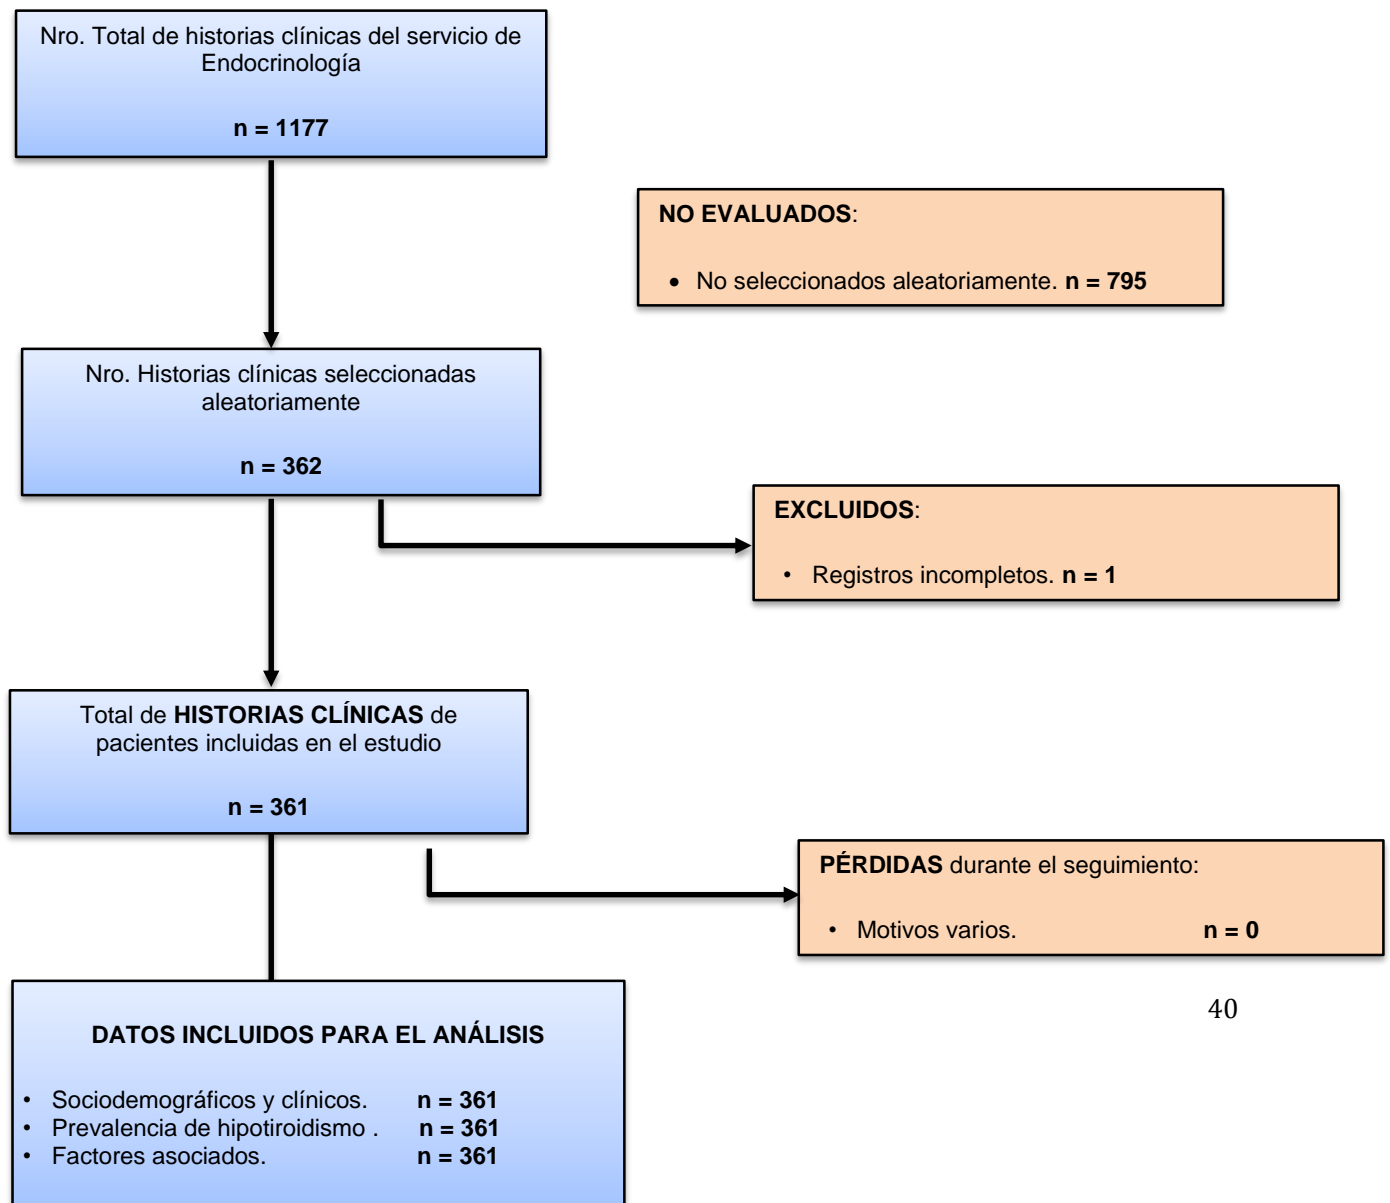 Nro. Total de historias clínicas del servicio de
Endocrinología
n = 1177
NO EVALUADOS:
• No seleccionados aleatoriamente. n = 795
Nro. Historias clínicas seleccionadas
aleatoriamente
n = 362
EXCLUIDOS:
• Registros incompletos. n = 1
Total de HISTORIAS CLÍNICAS de
pacientes incluidas en el estudio
n = 361
PÉRDIDAS durante el seguimiento:
• Motivos varios. n = 0
40
DATOS INCLUIDOS PARA EL ANÁLISIS
• Sociodemográficos y clínicos. n = 361
• Prevalencia de hipotiroidismo . n = 361
• Factores asociados. n = 361